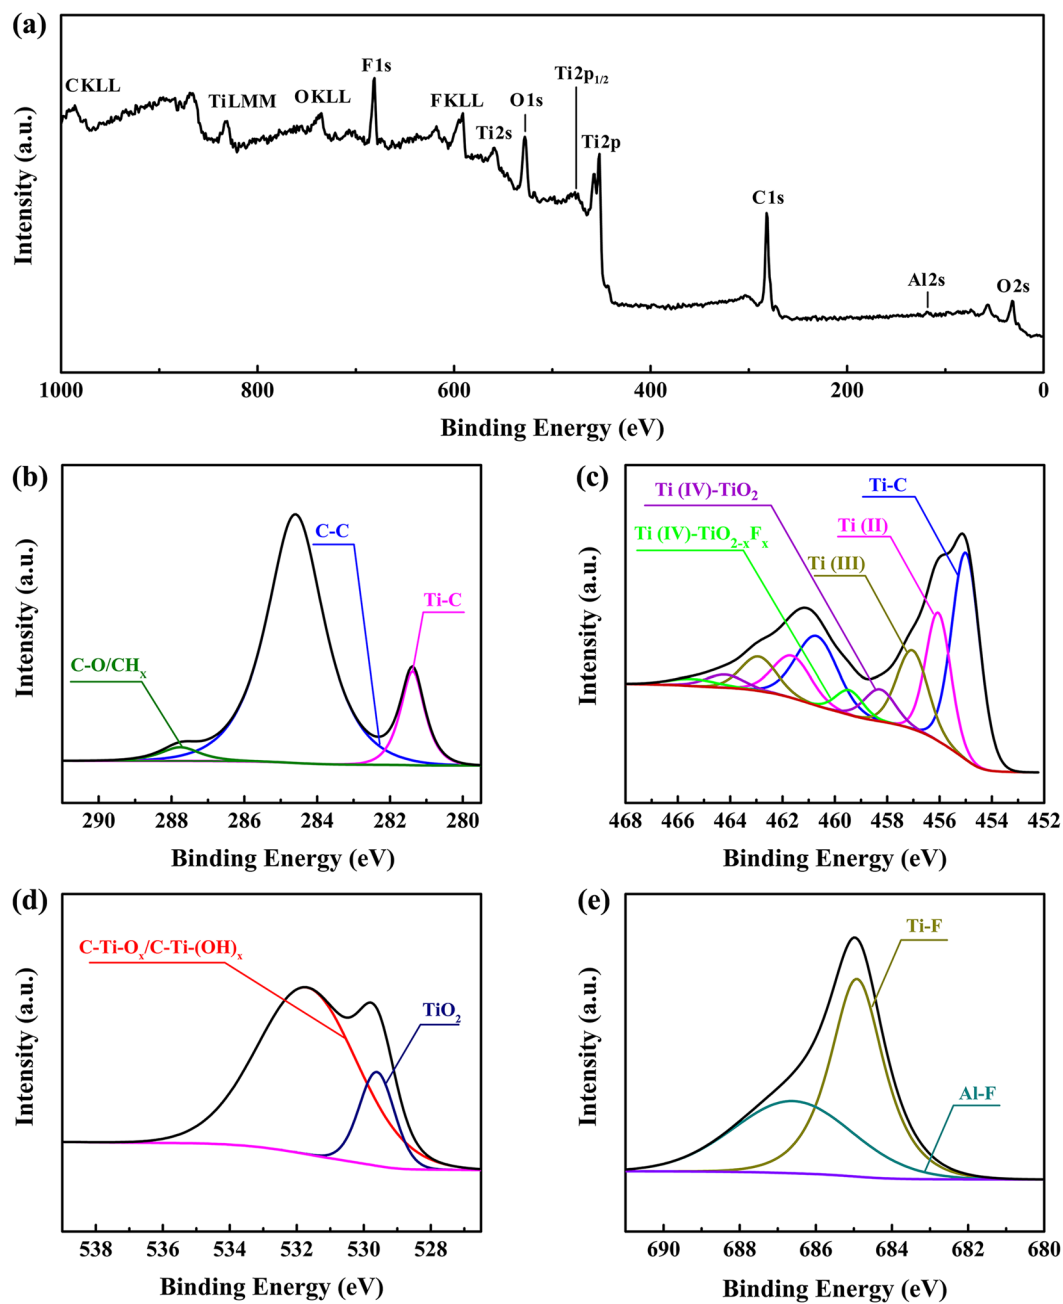 (a)
Intensity (a.u.)
CKLL
TiLMM
OKLL
F1s
FKLL
Ti2s
O1s
Ti2p1/2
Ti2p
C1s
Al2s
O2s
1000 800 600 400 200 0
Binding Energy (eV)
(b)
Intensity (a.u.)
C-O/CHx
C-C
Ti-C
290 288 286 284 282 280
Binding Energy (eV)
(c)
Intensity (a.u.)
Ti (IV)-TiO2
Ti (IV)-TiO2-xFx
Ti (III)
Ti (II)
Ti-C
468 466 464 462 460 458 456 454 452
Binding Energy (eV)
(d)
Intensity (a.u.)
C-Ti-Ox/C-Ti-(OH)x
TiO2
538 536 534 532 530 528
Binding Energy (eV)
(e)
Intensity (a.u.)
Ti-F
Al-F
690 688 686 684 682 680
Binding Energy (eV)